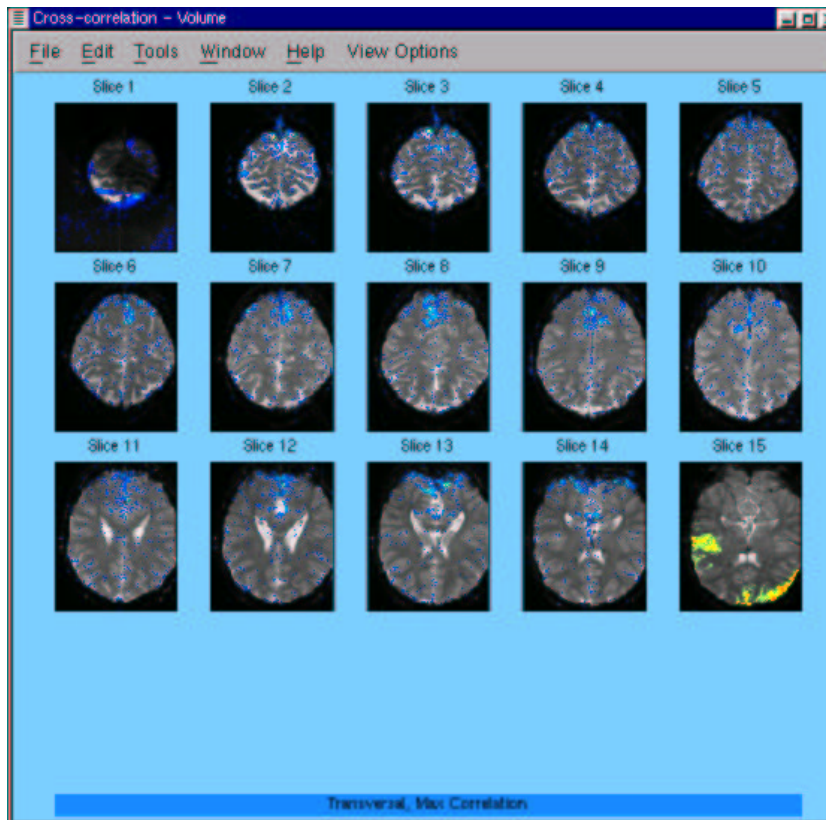 Cross-correlation - Volume
File Edit Tools Window Help View Options
Slice 1 Slice 2 Slice 3 Slice 4 Slice 5
Slice 6 Slice 7 Slice 8 Slice 9 Slice 10
Slice 11 Slice 12 Slice 13 Slice 14 Slice 15
Transversal, Max Correlation